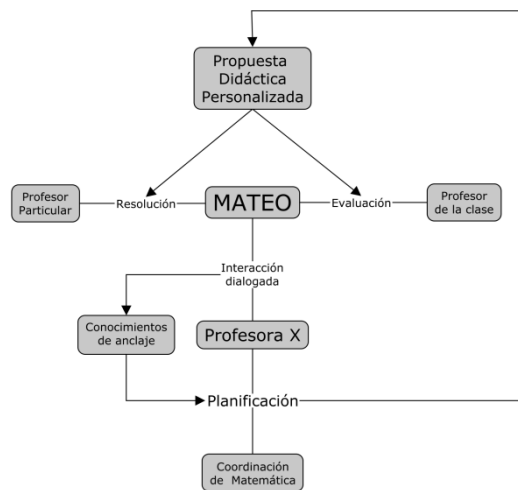 Propuesta
Didáctica
Personalizada
Profesor
Particular
Resolución
MATEO
Evaluación
Profesor
de la clase
Interacción
dialogada
Conocimientos
de anclaje
Profesora X
Planificación
Coordinación
de Matemática